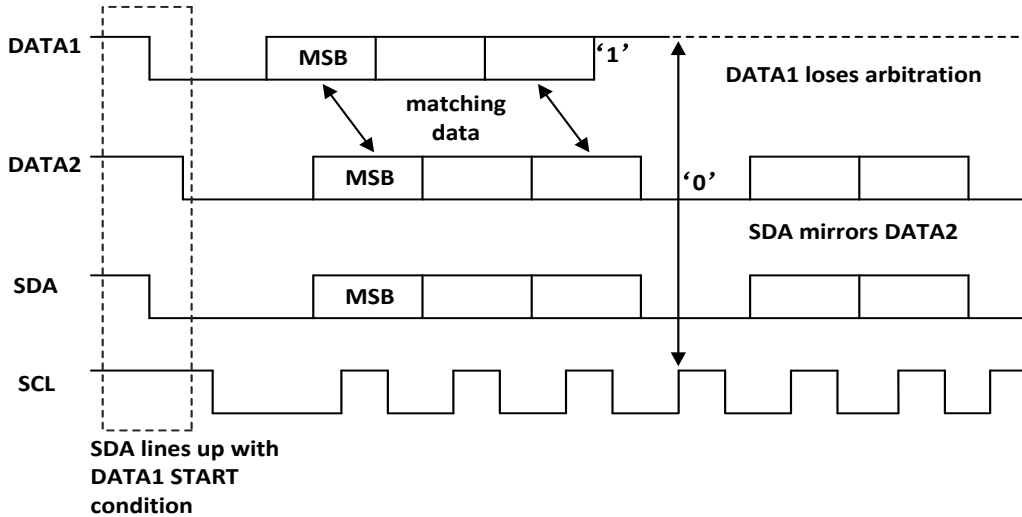 DATA1
MSB
‘1’
DATA1 loses arbitration
matching
data
DATA2
MSB
‘0’
SDA mirrors DATA2
SDA
MSB
SCL
SDA lines up with
DATA1 START
condition